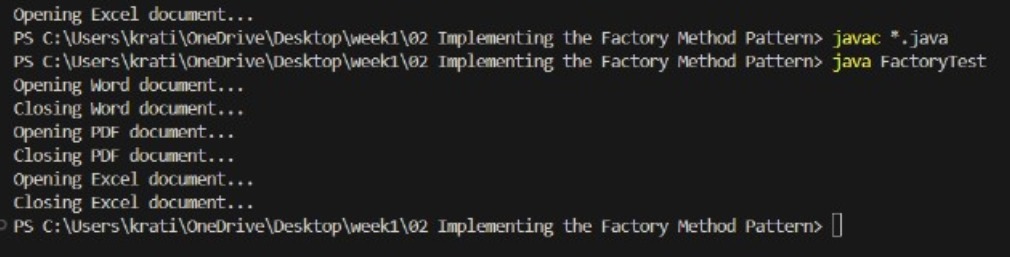 Opening Excel document...
PS C:\Users\krati\OneDrive\Desktop\week1\02 Implementing the Factory Method Pattern> javac *.java
PS C:\Users\krati\OneDrive\Desktop\week1\02 Implementing the Factory Method Pattern> java FactoryTest
Opening Word document...
Closing Word document...
Opening PDF document...
Closing PDF document...
Opening Excel document...
Closing Excel document...
PS C:\Users\krati\OneDrive\Desktop\week1\02 Implementing the Factory Method Pattern>